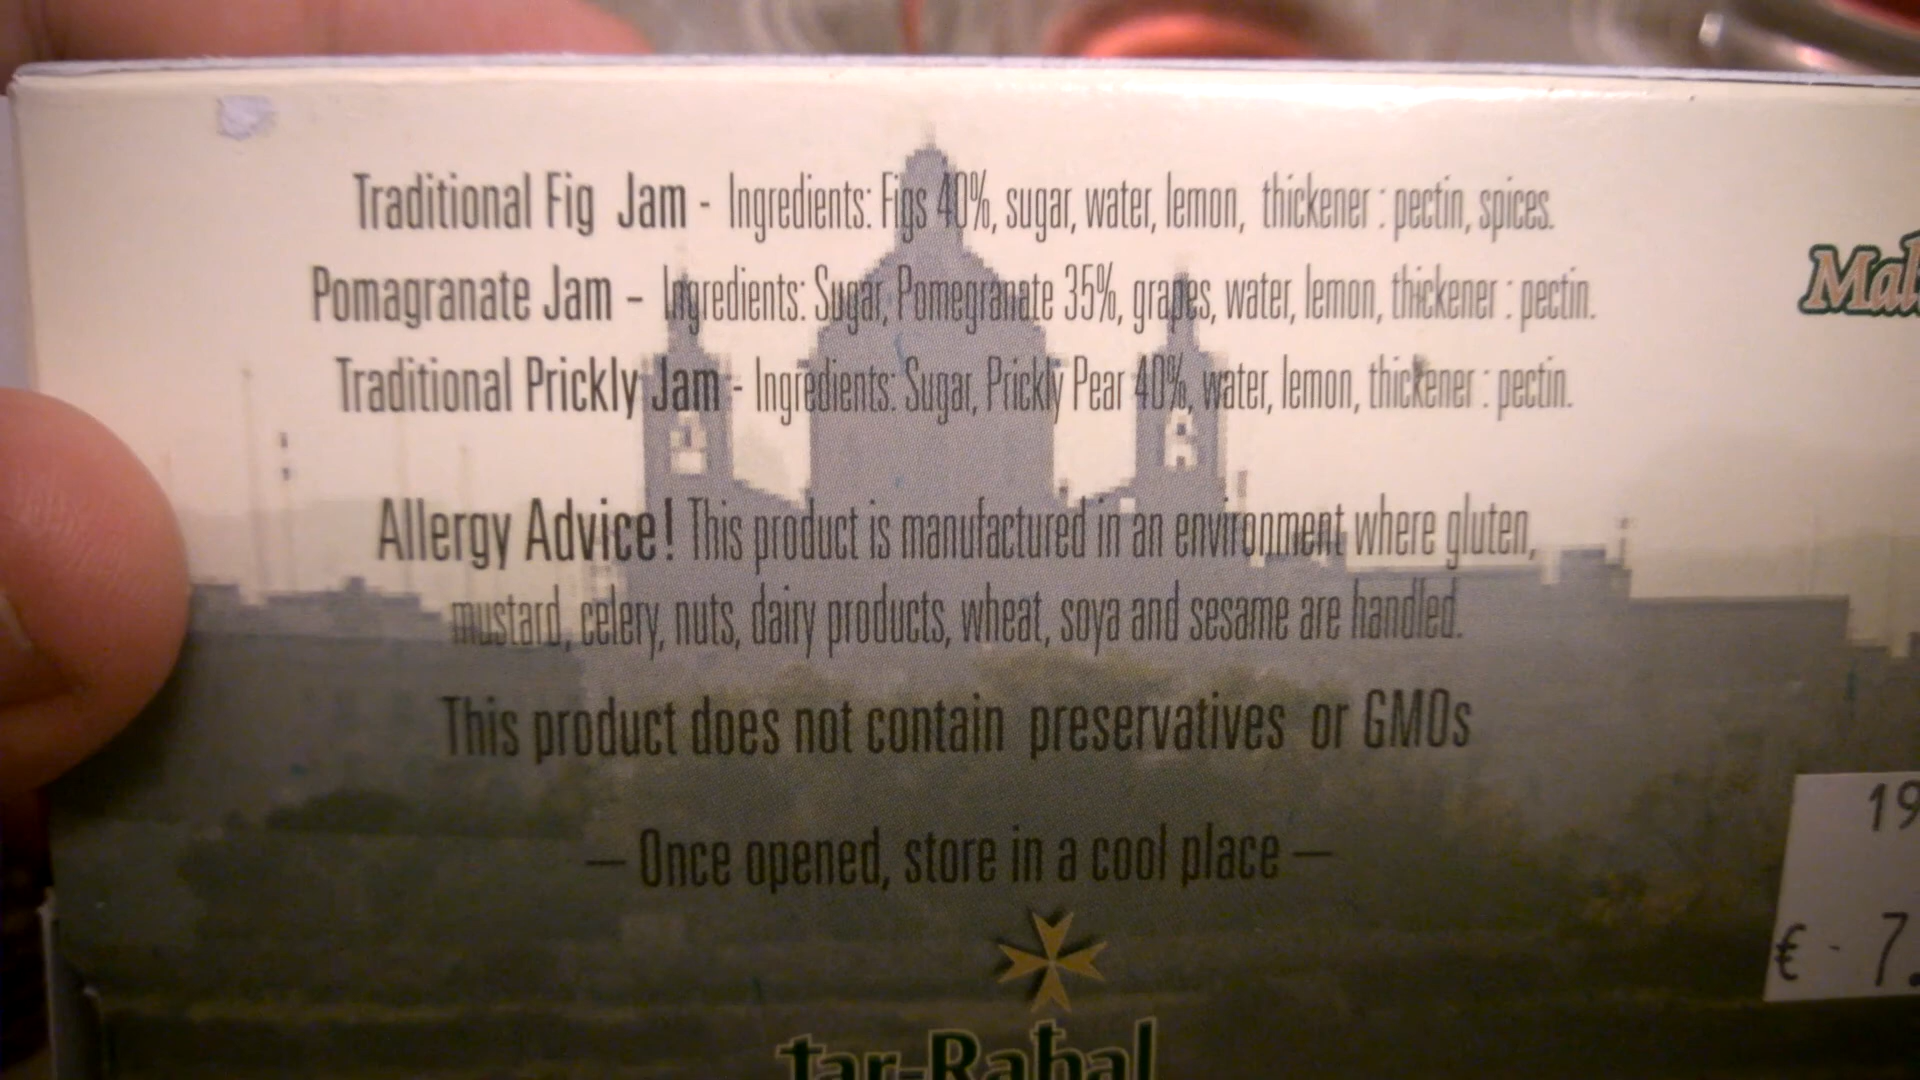 Traditional Fig Jam - Ingredients: Figs 40%, sugar, water, lemon, thickener : pectin, spices.
Pomagranate Jam – Ingredients: Sugar, Pomegranate 35%, grapes, water, lemon, thickener : pectin.
Traditional Prickly Jam - Ingredients: Sugar, Prickly Pear 40%, water, lemon, thickener : pectin.
Mal
Allergy Advice! This product is manufactured in an environment where gluten,
mustard, celery, nuts, dairy products, wheat, soya and sesame are handled.
This product does not contain preservatives or GMOs
19
— Once opened, store in a cool place —
€ - 7.
tar-Raħal